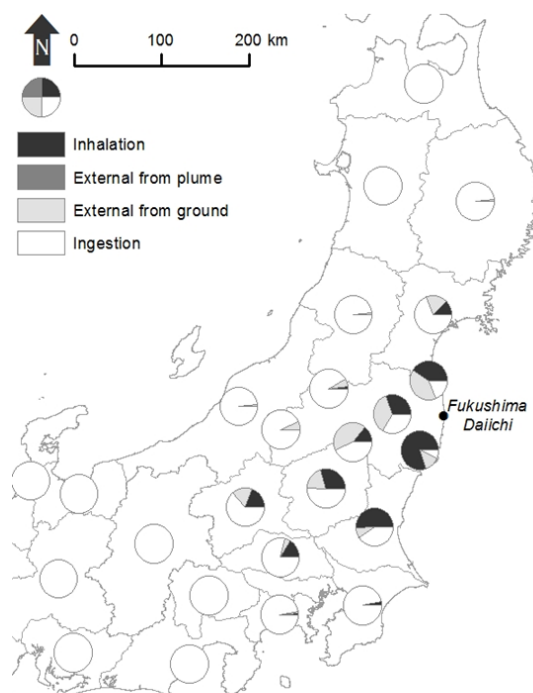 N
0 100 200 km
Inhalation
External from plume
External from ground
Ingestion
Fukushima
Daiichi